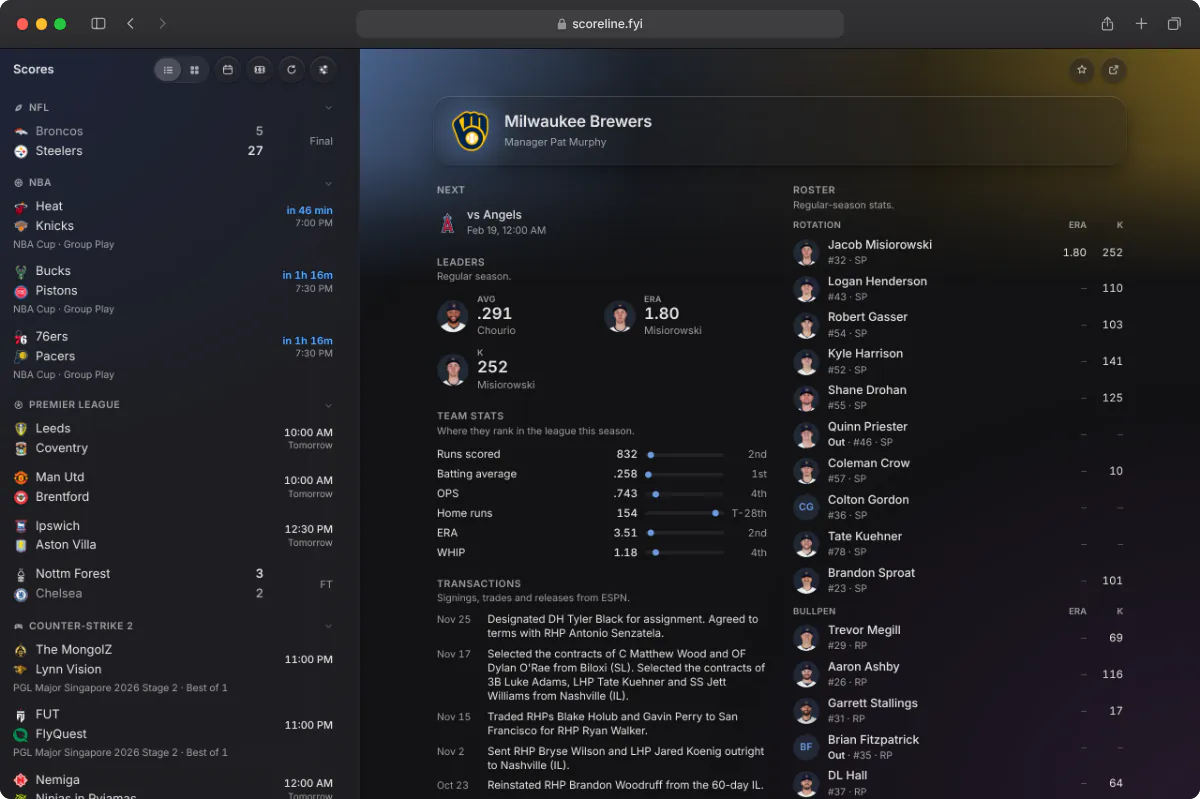 scoreline.fyi
Scores
NFL
Broncos 5
Steelers 27
Final
NBA
Heat
Knicks
in 46 min
7:00 PM
NBA Cup · Group Play
Bucks
Pistons
in 1h 16m
7:30 PM
NBA Cup · Group Play
76ers
Pacers
in 1h 16m
7:30 PM
NBA Cup · Group Play
PREMIER LEAGUE
Leeds
Coventry
10:00 AM
Tomorrow
Man Utd
Brentford
10:00 AM
Tomorrow
Ipswich
Aston Villa
12:30 PM
Tomorrow
Nottm Forest 3
Chelsea 2
FT
COUNTER-STRIKE 2
The MongolZ
Lynn Vision
11:00 PM
PGL Major Singapore 2026 Stage 2 · Best of 1
FUT
FlyQuest
11:00 PM
PGL Major Singapore 2026 Stage 2 · Best of 1
Nemiga
Ninjas in Pyjamas
12:00 AM
Tomorrow
Milwaukee Brewers
Manager Pat Murphy
NEXT
vs Angels
Feb 19, 12:00 AM
LEADERS
Regular season.
AVG
.291
Chourio
ERA
1.80
Misiorowski
K
252
Misiorowski
TEAM STATS
Where they rank in the league this season.
Runs scored 832 2nd
Batting average .258 1st
OPS .743 4th
Home runs 154 T-28th
ERA 3.51 2nd
WHIP 1.18 4th
TRANSACTIONS
Signings, trades and releases from ESPN.
Nov 25 Designated DH Tyler Black for assignment. Agreed to
terms with RHP Antonio Senzatela.
Nov 17 Selected the contracts of C Matthew Wood and OF
Dylan O'Rae from Biloxi (SL). Selected the contracts of
3B Luke Adams, LHP Tate Kuehner and SS Jett
Williams from Nashville (IL).
Nov 15 Traded RHPs Blake Holub and Gavin Perry to San
Francisco for RHP Ryan Walker.
Nov 2 Sent RHP Bryse Wilson and LHP Jared Koenig outright
to Nashville (IL).
Oct 23 Reinstated RHP Brandon Woodruff from the 60-day IL.
ROSTER
Regular-season stats.
ROTATION ERA K
Jacob Misiorowski
#32 · SP
1.80 252
Logan Henderson
#43 · SP
– 110
Robert Gasser
#54 · SP
– 103
Kyle Harrison
#52 · SP
– 141
Shane Drohan
#55 · SP
– 125
Quinn Priester
Out · #46 · SP
– –
Coleman Crow
#57 · SP
– 10
CG
Colton Gordon
#36 · SP
– –
Tate Kuehner
#78 · SP
– –
Brandon Sproat
#23 · SP
– 101
BULLPEN ERA K
Trevor Megill
#29 · RP
– 69
Aaron Ashby
#26 · RP
– 116
Garrett Stallings
#31 · RP
– 17
BF
Brian Fitzpatrick
Out · #35 · RP
– –
DL Hall
#37 · RP
– 64